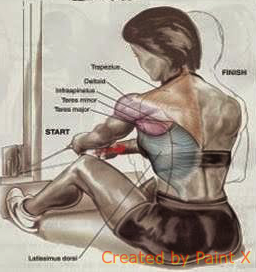 Trapezius
FINISH
Deltoid
Infraspinatus
Teres minor
Teres major
START
Latissimus dorsi
Created by Paint X